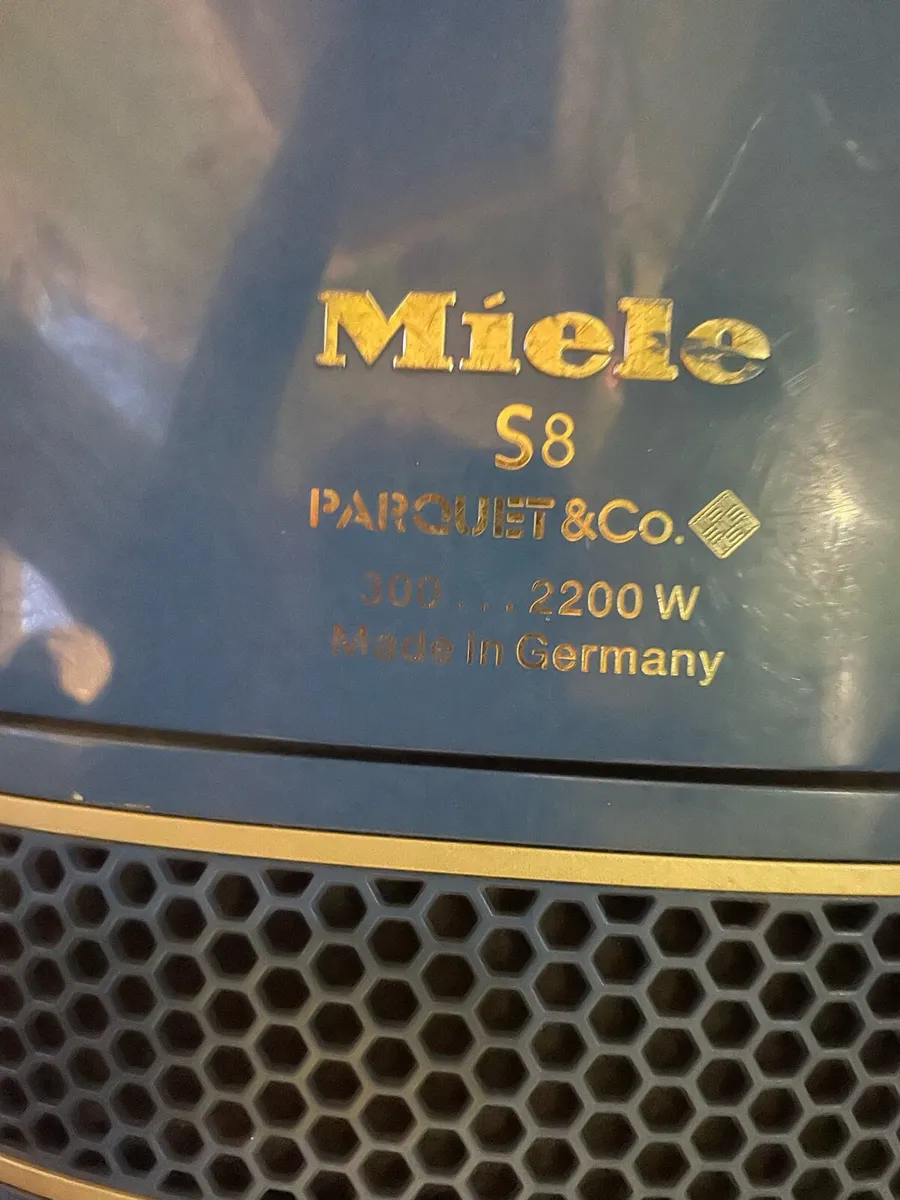 Miele
S8
PARQUET&Co.
300...2200 W
Made in Germany